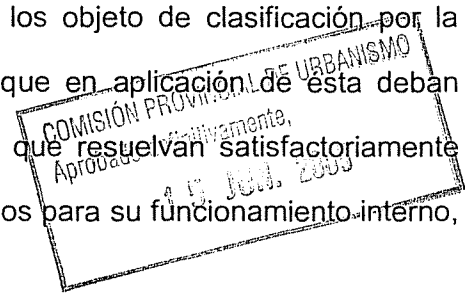 los objeto de clasificación por la
que en aplicación de ésta deban
que resuelvan satisfactoriamente
os para su funcionamiento interno,
COMISIÓN PROVINCIAL DE URBANISMO
Aprobado definitivamente,
JUN.